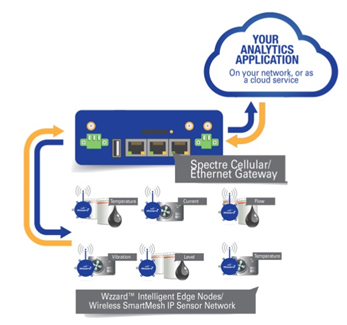 YOUR
ANALYTICS
APPLICATION
On your network, or as
a cloud service
Spectre Cellular/
Ethernet Gateway
Temperature
Current
Flow
Vibration
Level
Temperature
Wzzard™ Intelligent Edge Nodes/
Wireless SmartMesh IP Sensor Network